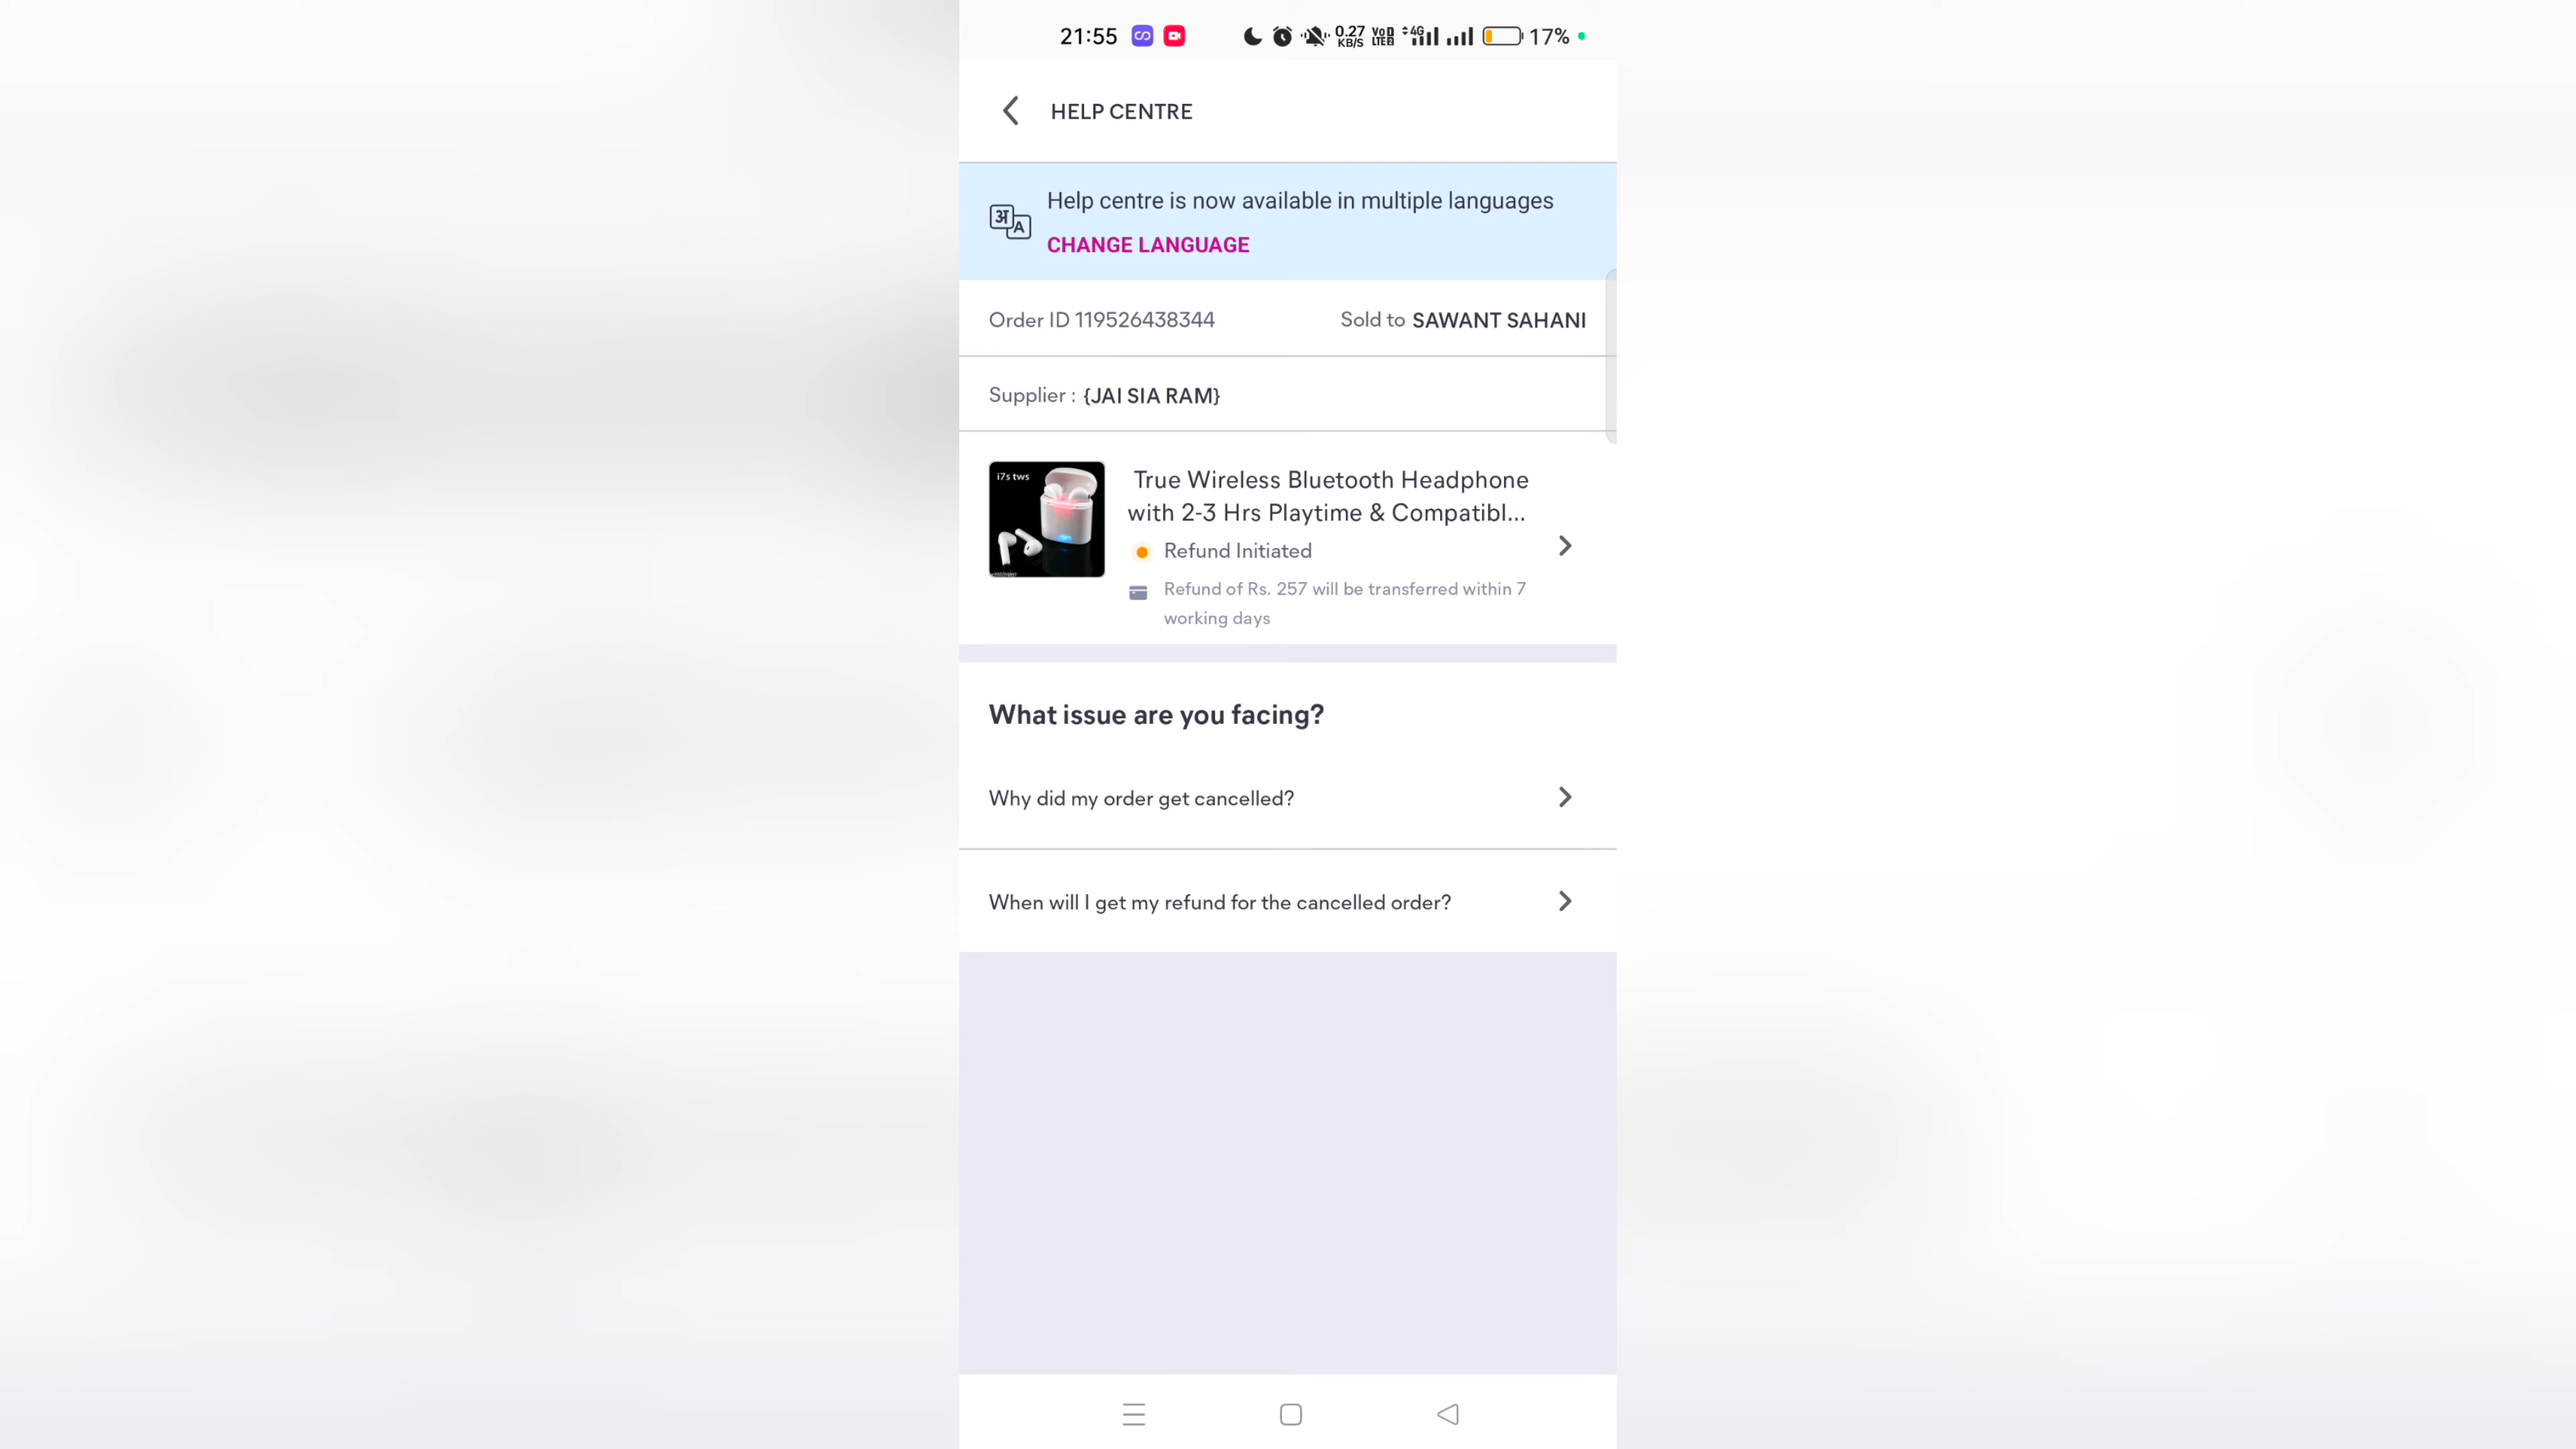 21:55 0.27 KB/S VoD LTE2 4G 17%
HELP CENTRE
अ A
Help centre is now available in multiple languages
CHANGE LANGUAGE
Order ID 119526438344 Sold to SAWANT SAHANI
Supplier : {JAI SIA RAM}
i7s tws
True Wireless Bluetooth Headphone
with 2-3 Hrs Playtime & Compatibl...
Refund Initiated
Refund of Rs. 257 will be transferred within 7
working days
What issue are you facing?
Why did my order get cancelled?
When will I get my refund for the cancelled order?